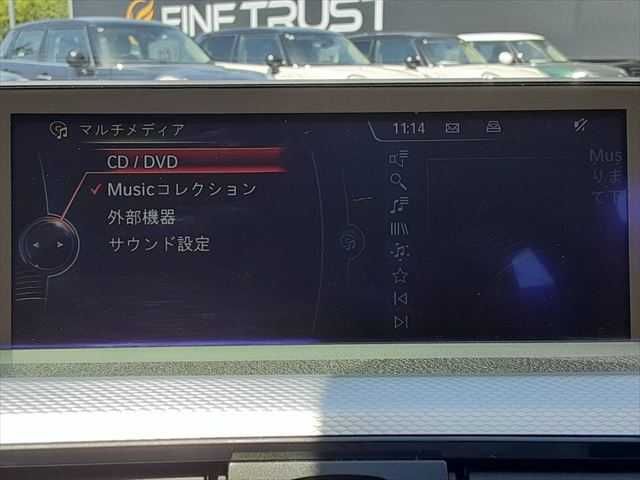 FINE TRUST
マルチメディア
11:14
CD / DVD
Musicコレクション
外部機器
サウンド設定
Mus
りま
て下